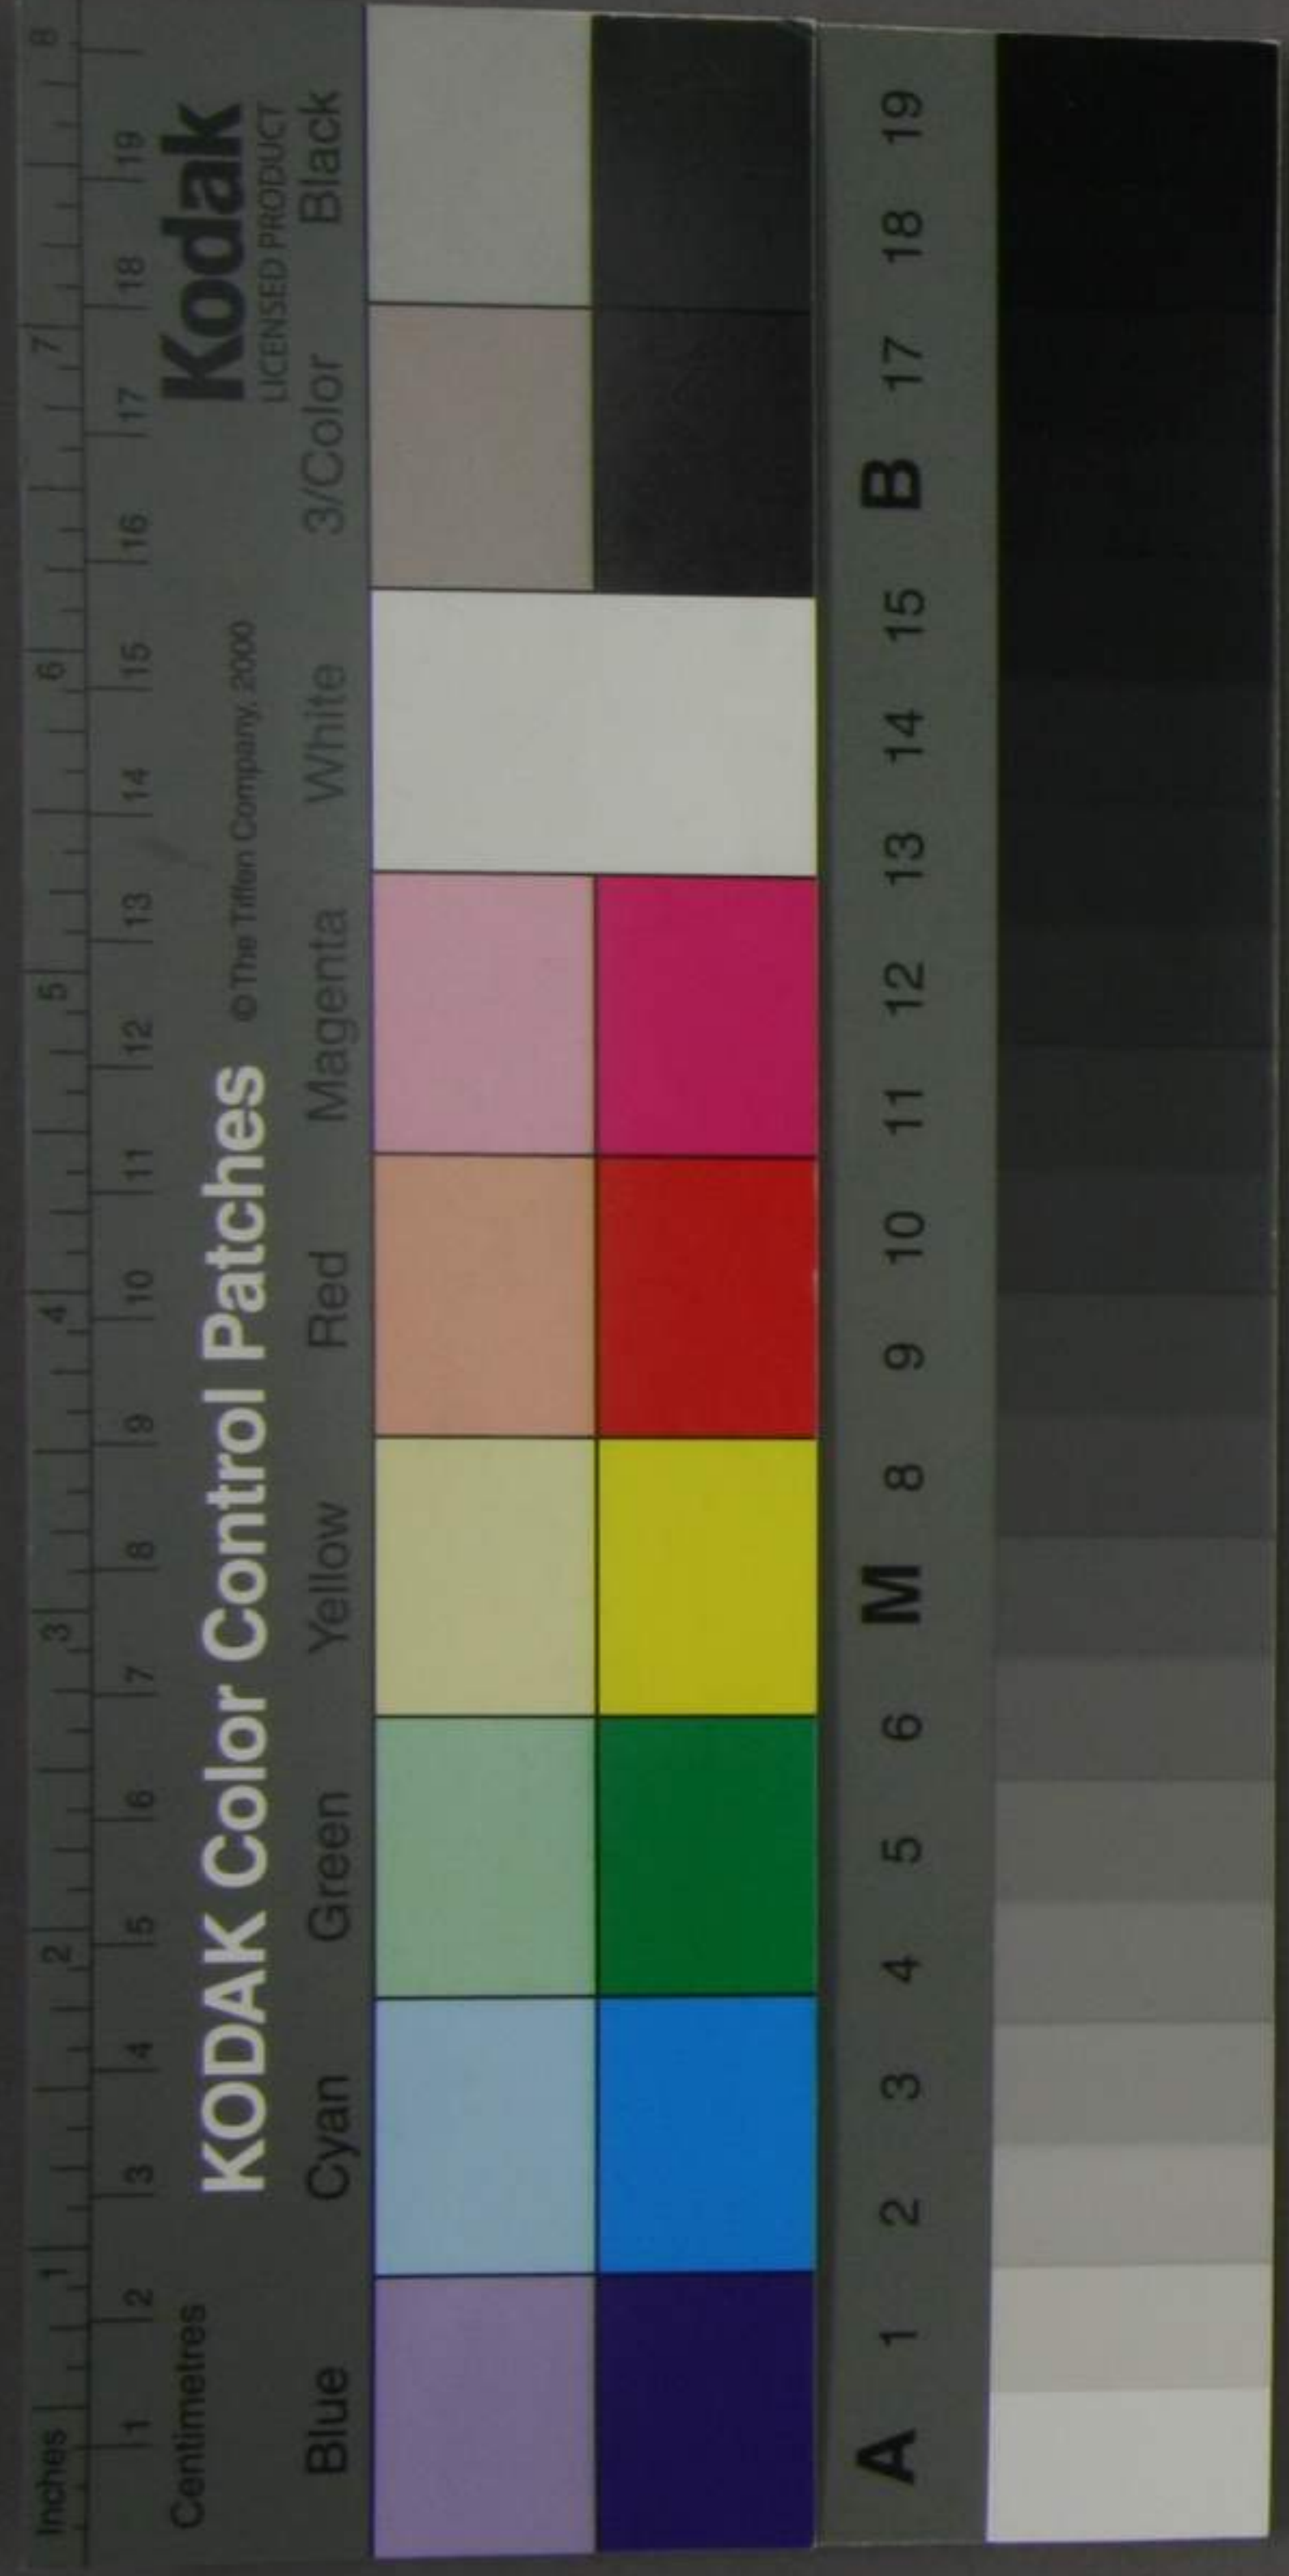 Inches 1 2 3 4 5 6 7 8
1 2 3 4 5 6 7 8 9 10 11 12 13 14 15 16 17 18 19
Centimetres
KODAK Color Control Patches © The Tiffen Company, 2000 Kodak
LICENSED PRODUCT
Blue Cyan Green Yellow Red Magenta White 3/Color Black
A 1 2 3 4 5 6 M 8 9 10 11 12 13 14 15 B 17 18 19